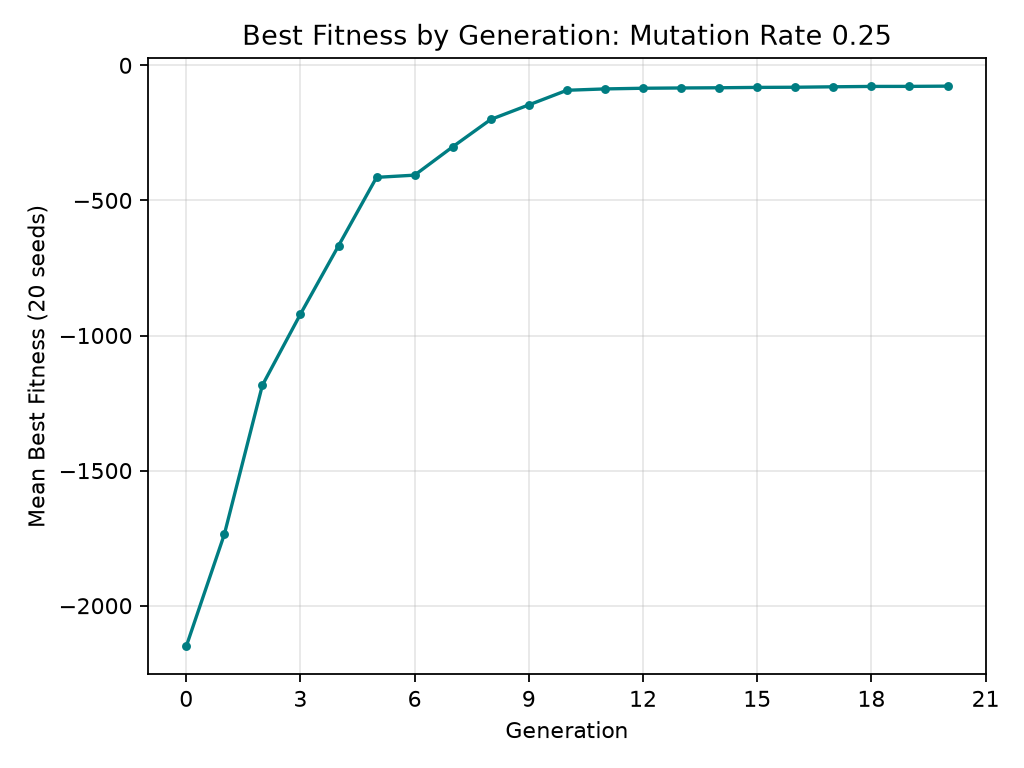 Best Fitness by Generation: Mutation Rate 0.25
Mean Best Fitness (20 seeds)
0
−500
−1000
−1500
−2000
0 3 6 9 12 15 18 21
Generation